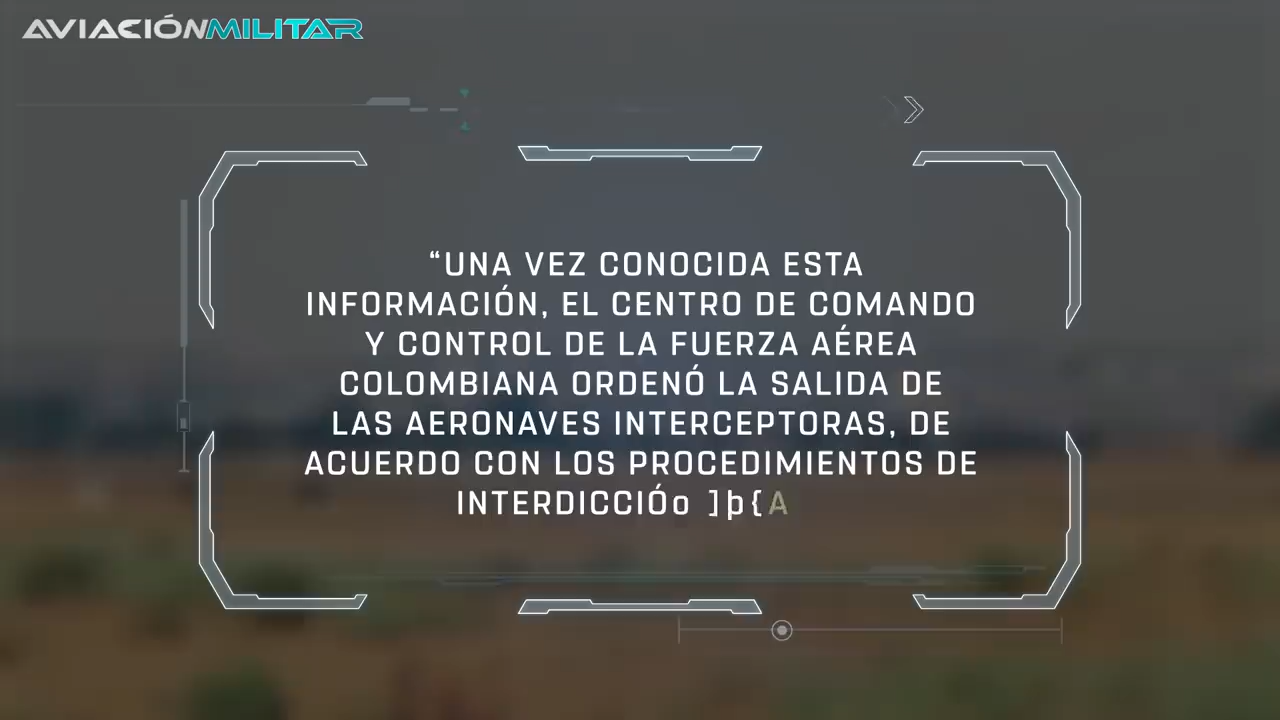 AVIACIÓNMILITAR
“UNA VEZ CONOCIDA ESTA
INFORMACIÓN, EL CENTRO DE COMANDO
Y CONTROL DE LA FUERZA AÉREA
COLOMBIANA ORDENÓ LA SALIDA DE
LAS AERONAVES INTERCEPTORAS, DE
ACUERDO CON LOS PROCEDIMIENTOS DE
INTERDICCIÓo ]þ{A